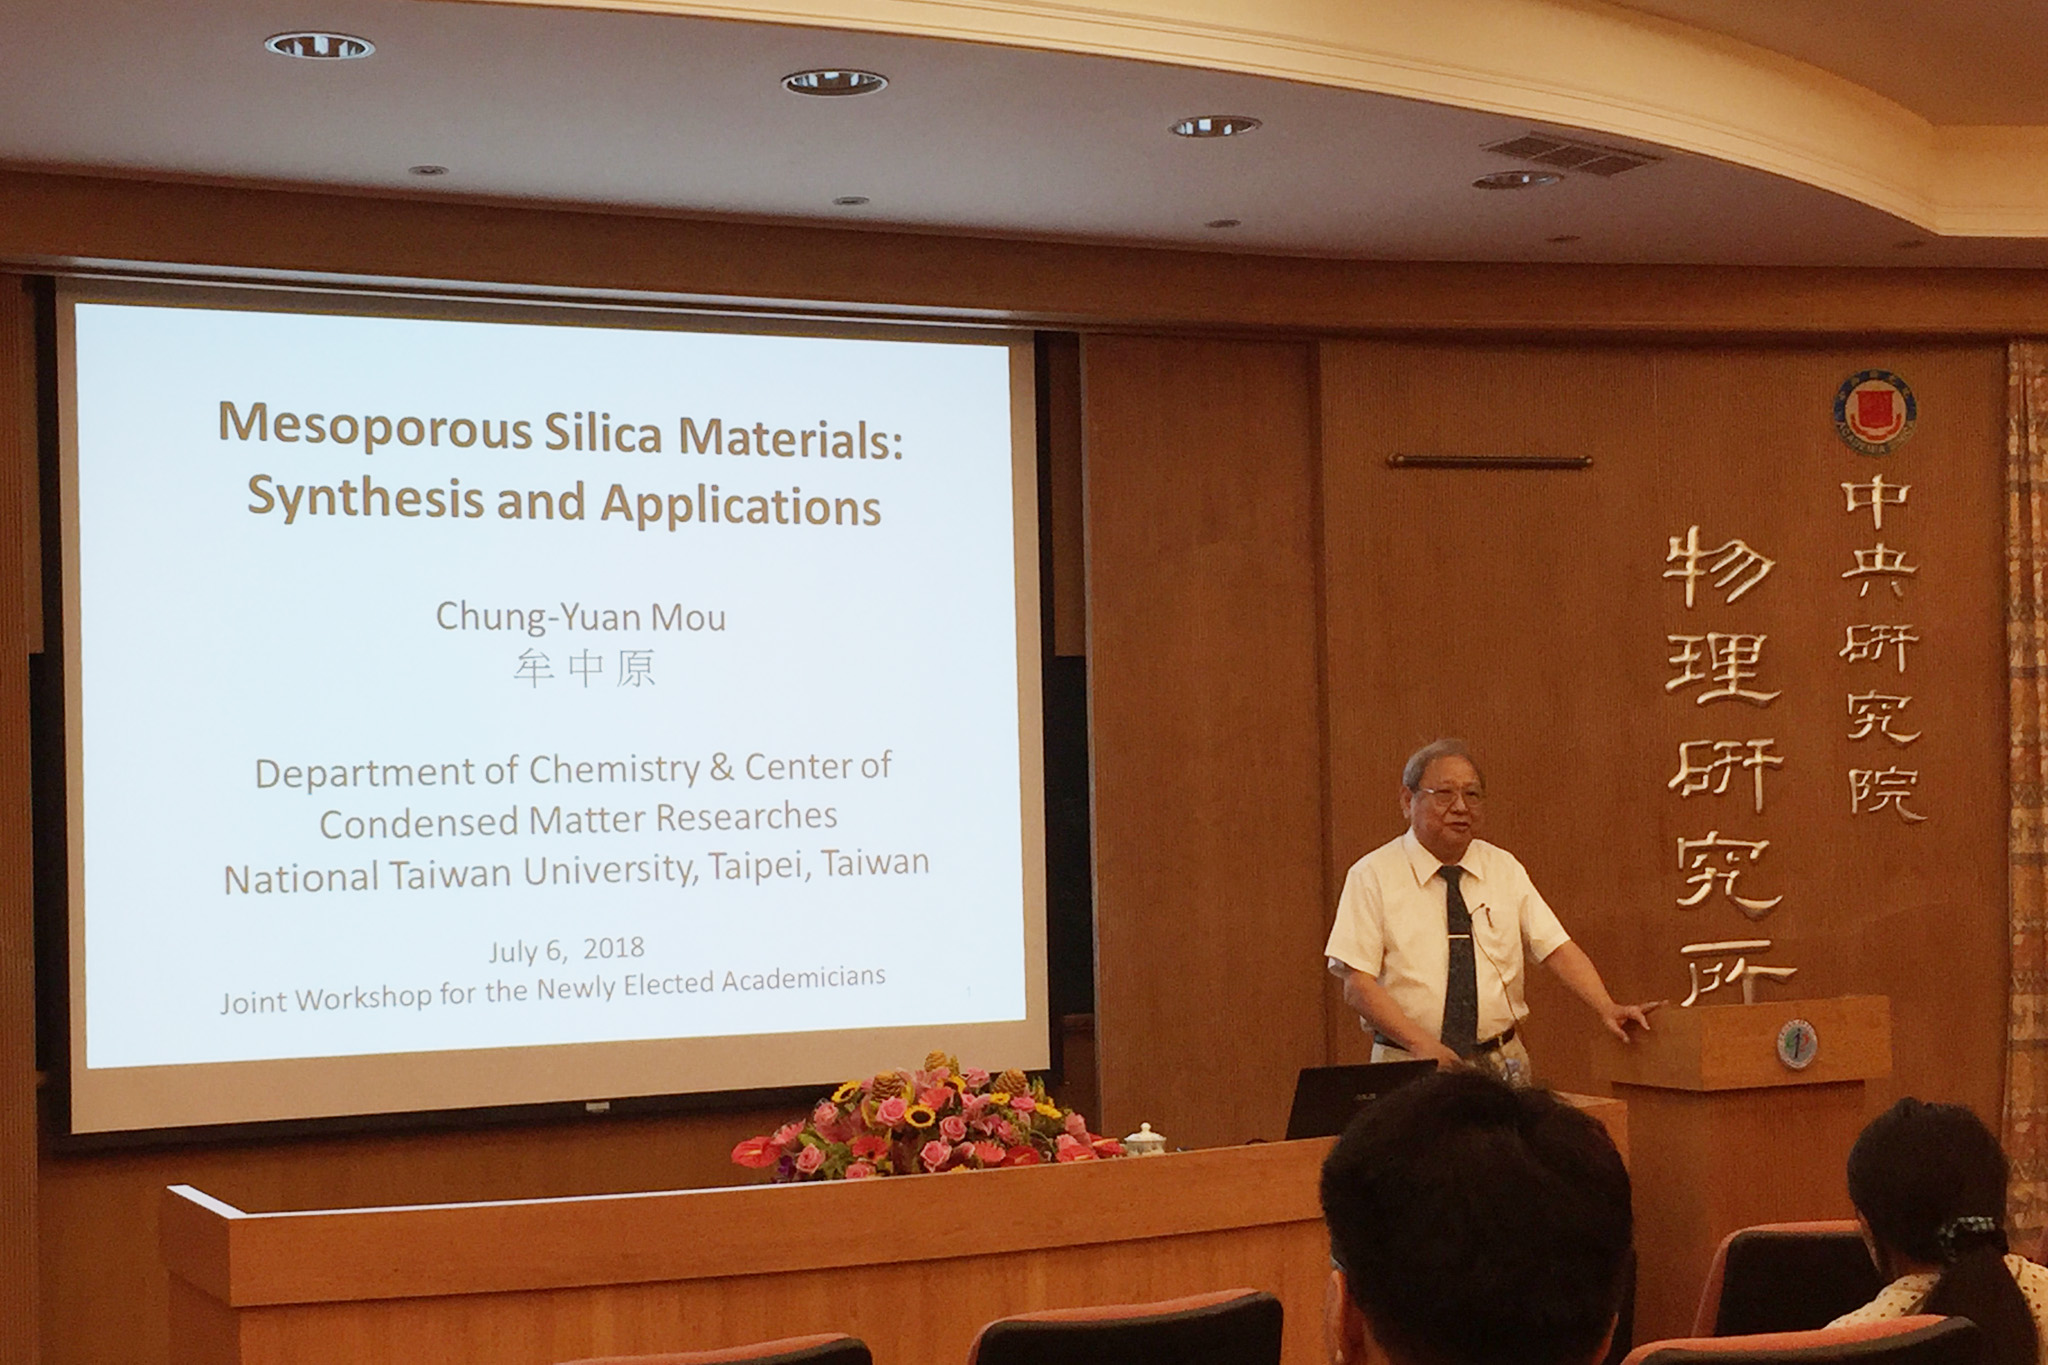 Mesoporous Silica Materials:
Synthesis and Applications
Chung-Yuan Mou
牟中原
Department of Chemistry & Center of
Condensed Matter Researches
National Taiwan University, Taipei, Taiwan
July 6, 2018
Joint Workshop for the Newly Elected Academicians
1
中央研究院
物理研究所